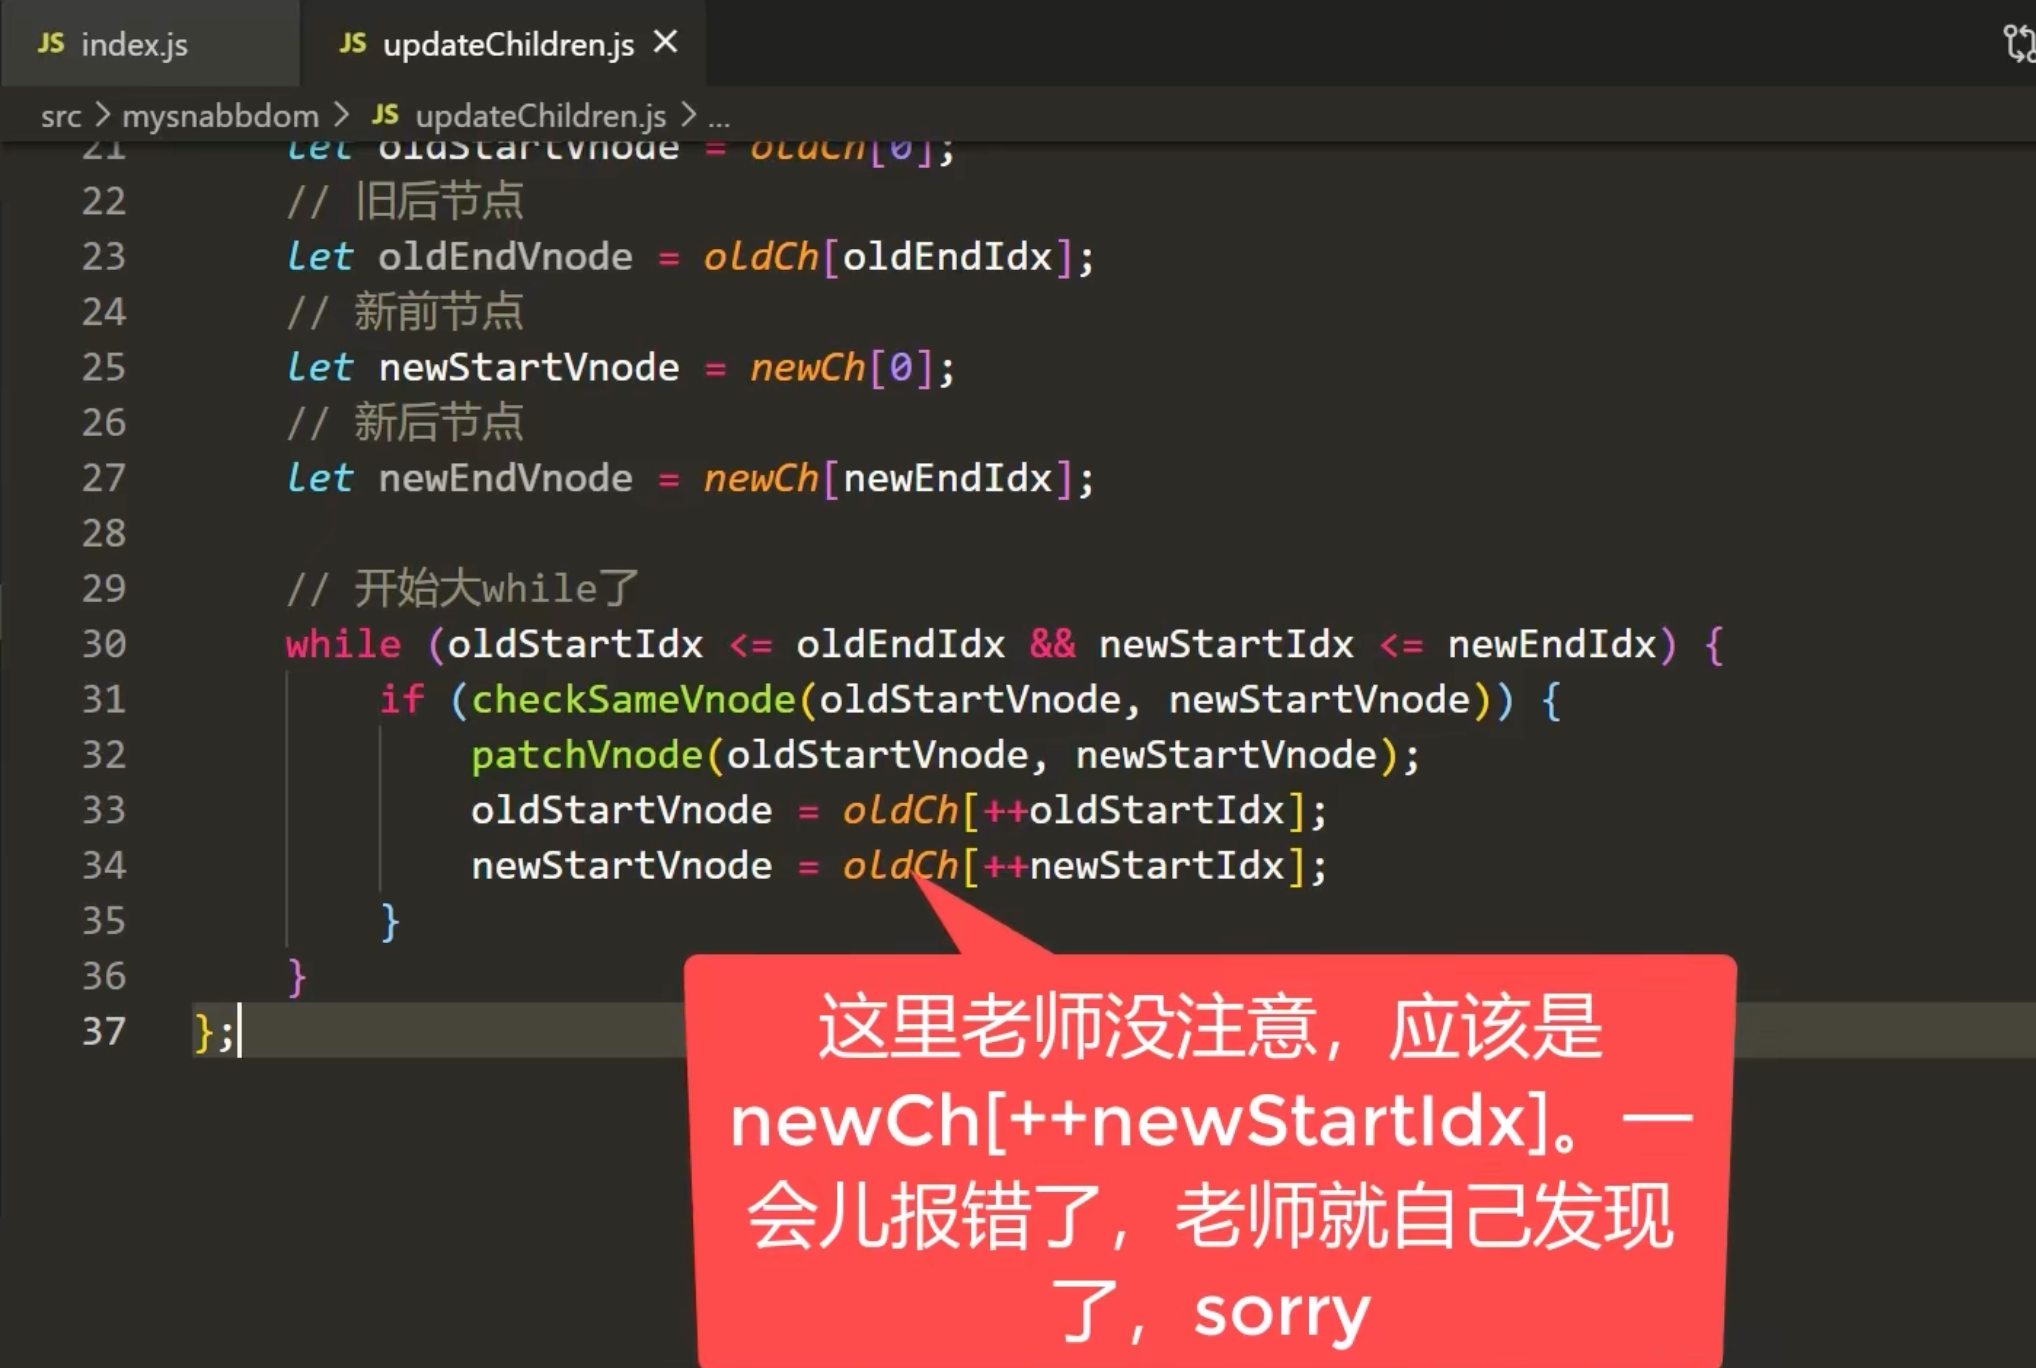 JS index.js
JS updateChildren.js
src > mysnabbdom > JS updateChildren.js > ...
21 let oldStartVnode = oldCh[0];
22 // 旧后节点
23 let oldEndVnode = oldCh[oldEndIdx];
24 // 新前节点
25 let newStartVnode = newCh[0];
26 // 新后节点
27 let newEndVnode = newCh[newEndIdx];
28
29 // 开始大while了
30 while (oldStartIdx <= oldEndIdx && newStartIdx <= newEndIdx) {
31 if (checkSameVnode(oldStartVnode, newStartVnode)) {
32 patchVnode(oldStartVnode, newStartVnode);
33 oldStartVnode = oldCh[++oldStartIdx];
34 newStartVnode = oldCh[++newStartIdx];
35 }
36 }
37 };
这里老师没注意，应该是
newCh[++newStartIdx]。一
会儿报错了，老师就自己发现
了，sorry